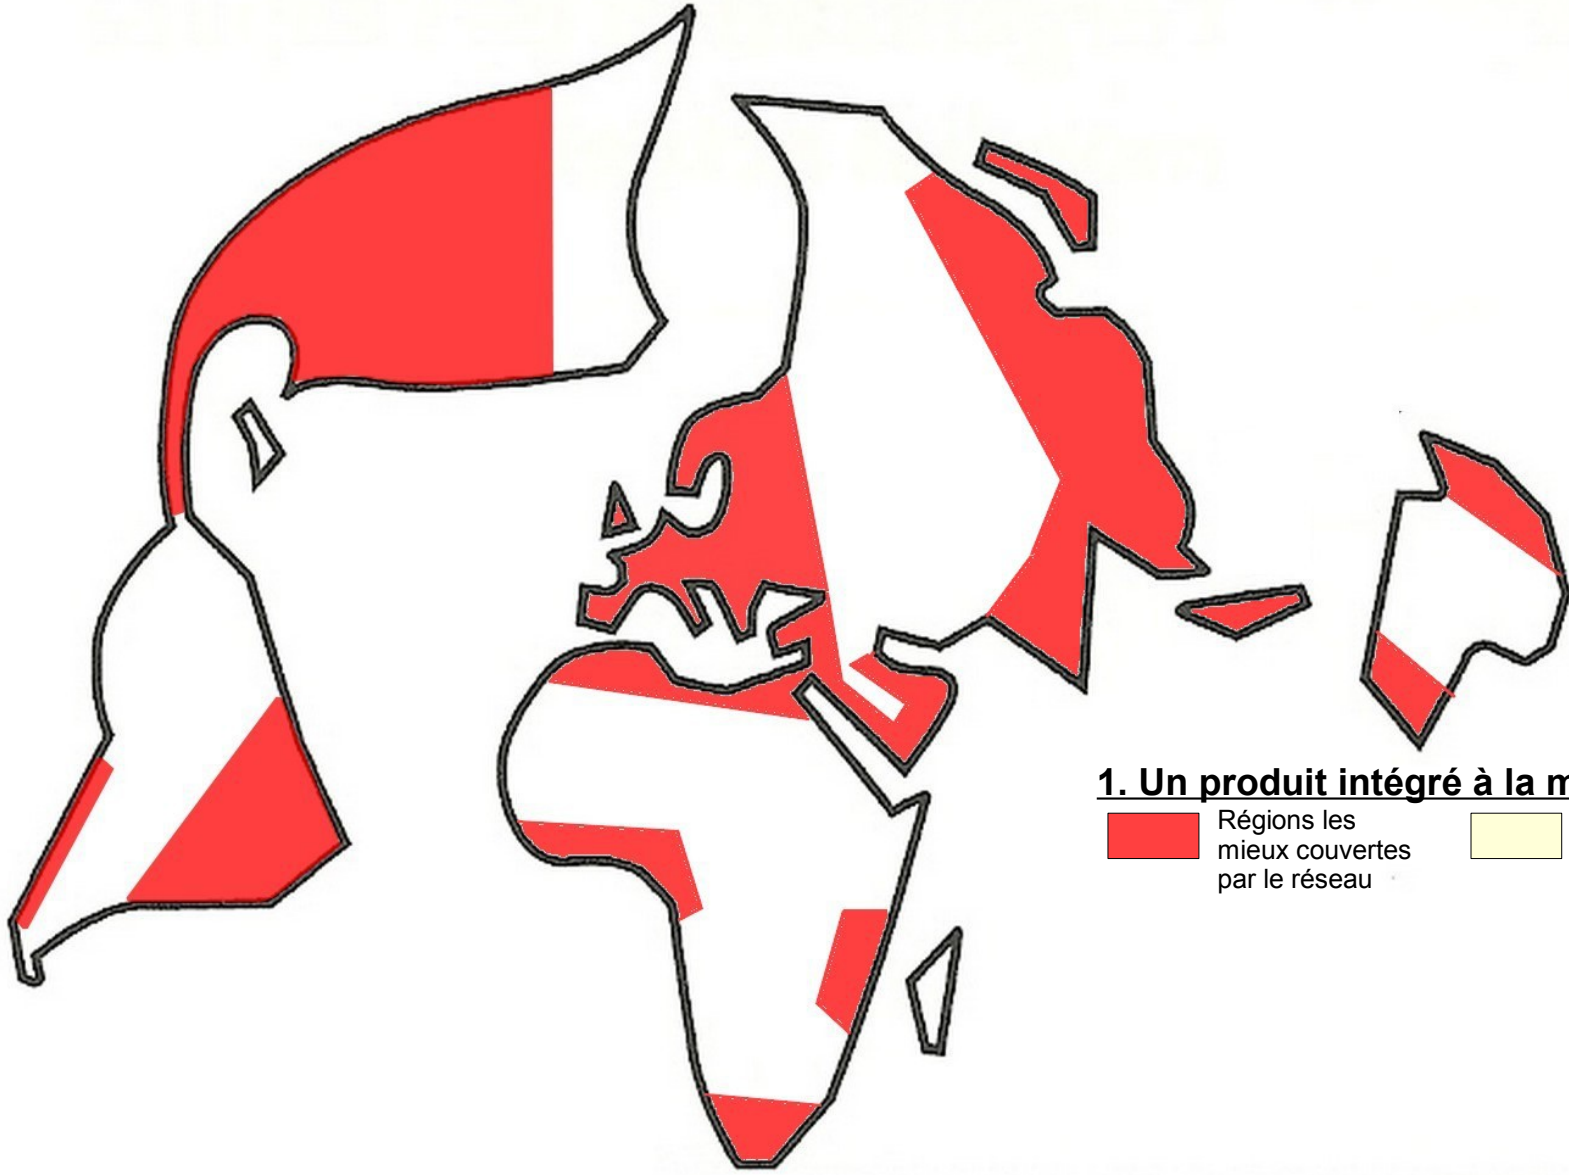 1. Un produit intégré à la m
Régions les
mieux couvertes
par le réseau